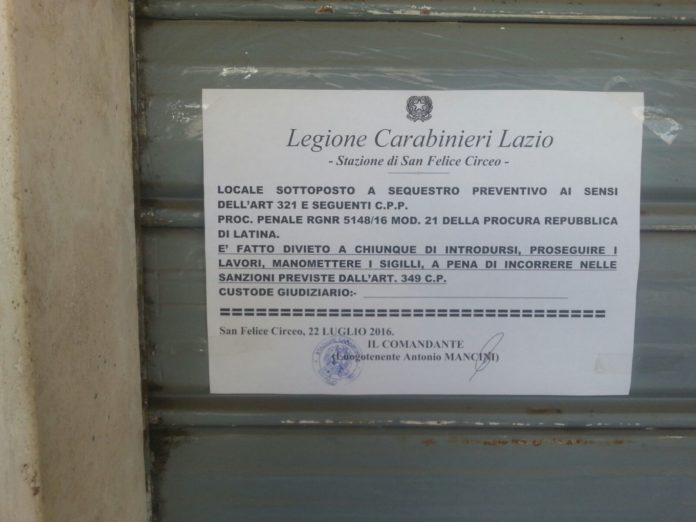 Legione Carabinieri Lazio
- Stazione di San Felice Circeo -
LOCALE SOTTOPOSTO A SEQUESTRO PREVENTIVO AI SENSI
DELL'ART 321 E SEGUENTI C.P.P.
PROC. PENALE RGNR 5148/16 MOD. 21 DELLA PROCURA REPUBBLICA
DI LATINA.
E' FATTO DIVIETO A CHIUNQUE DI INTRODURSI, PROSEGUIRE I
LAVORI, MANOMETTERE I SIGILLI, A PENA DI INCORRERE NELLE
SANZIONI PREVISTE DALL'ART. 349 C.P.
CUSTODE GIUDIZIARIO:-
San Felice Circeo, 22 LUGLIO 2016.
IL COMANDANTE
(Luogotenente Antonio MANCINI)